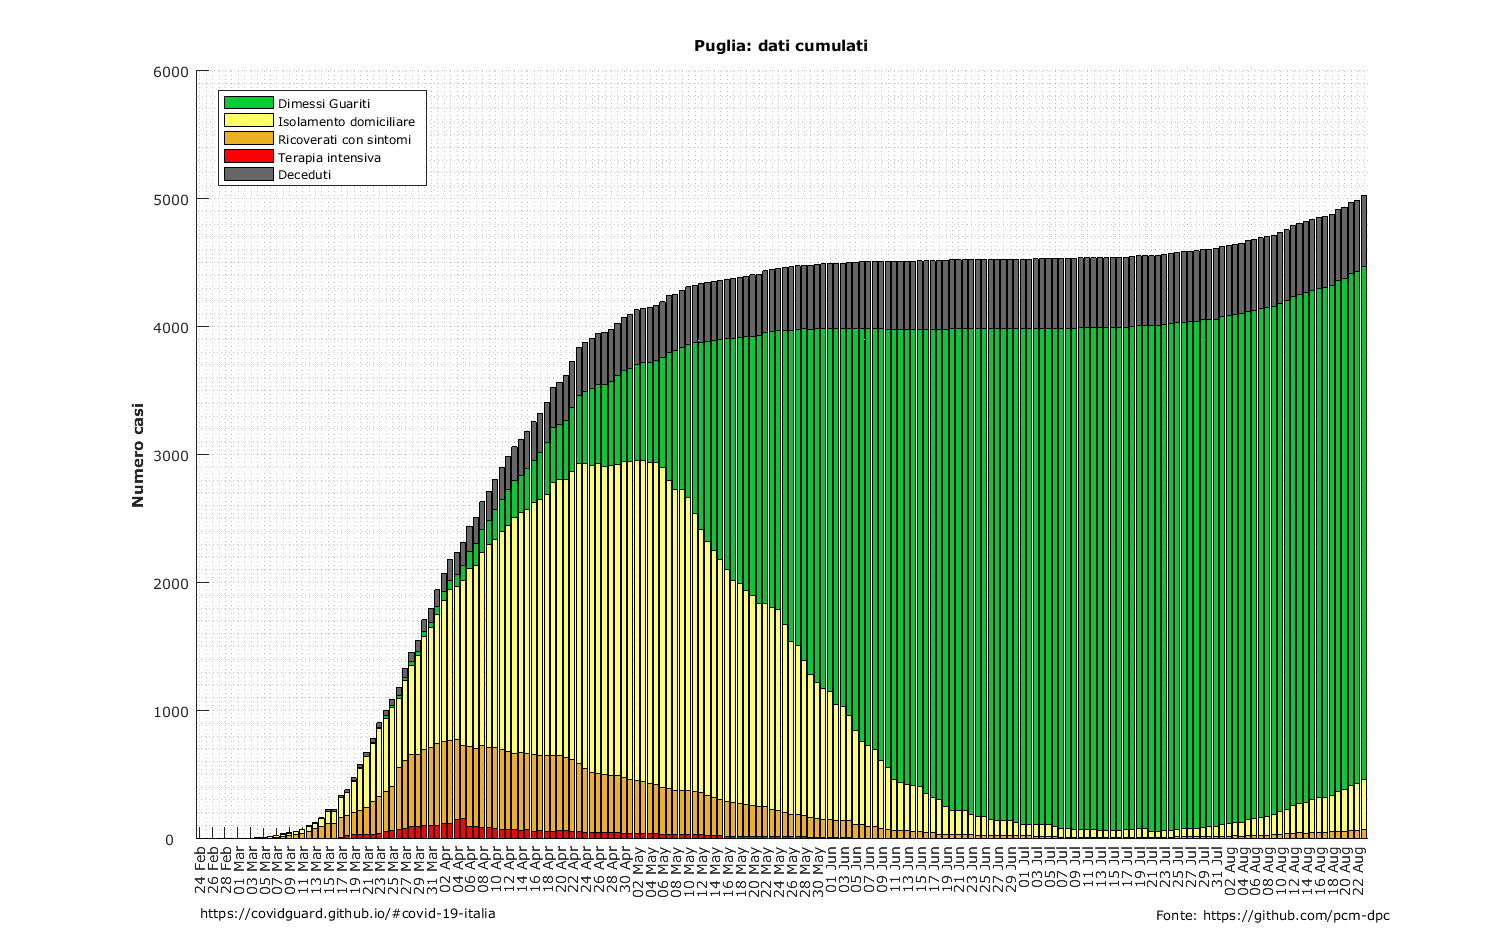 Puglia: dati cumulati
6000
5000
4000
3000
2000
1000
0
Numero casi
Dimessi Guariti
Isolamento domiciliare
Ricoverati con sintomi
Terapia intensiva
Deceduti
24 Feb
26 Feb
28 Feb
01 Mar
03 Mar
05 Mar
07 Mar
09 Mar
11 Mar
13 Mar
15 Mar
17 Mar
19 Mar
21 Mar
23 Mar
25 Mar
27 Mar
29 Mar
31 Mar
02 Apr
04 Apr
06 Apr
08 Apr
10 Apr
12 Apr
14 Apr
16 Apr
18 Apr
20 Apr
22 Apr
24 Apr
26 Apr
28 Apr
30 Apr
02 May
04 May
06 May
08 May
10 May
12 May
14 May
16 May
18 May
20 May
22 May
24 May
26 May
28 May
30 May
01 Jun
03 Jun
05 Jun
07 Jun
09 Jun
11 Jun
13 Jun
15 Jun
17 Jun
19 Jun
21 Jun
23 Jun
25 Jun
27 Jun
29 Jun
01 Jul
03 Jul
05 Jul
07 Jul
09 Jul
11 Jul
13 Jul
15 Jul
17 Jul
19 Jul
21 Jul
23 Jul
25 Jul
27 Jul
29 Jul
31 Jul
02 Aug
04 Aug
06 Aug
08 Aug
10 Aug
12 Aug
14 Aug
16 Aug
18 Aug
20 Aug
22 Aug
https://covidguard.github.io/#covid-19-italia
Fonte: https://github.com/pcm-dpc